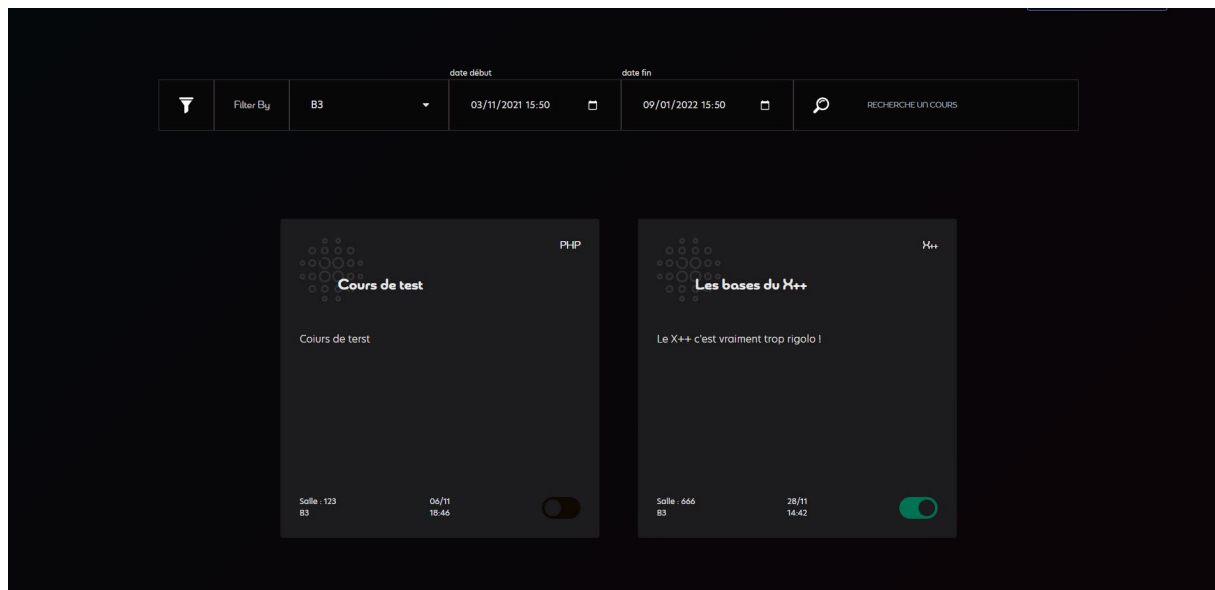 date début
date fin
Filter By
B3
03/11/2021 15:50
09/01/2022 15:50
RECHERCHE UN COURS
PHP
Cours de test
Coiurs de terst
Salle : 123
B3
06/11
18:46
X++
Les bases du X++
Le X++ c'est vraiment trop rigolo !
Salle : 666
B3
28/11
14:42